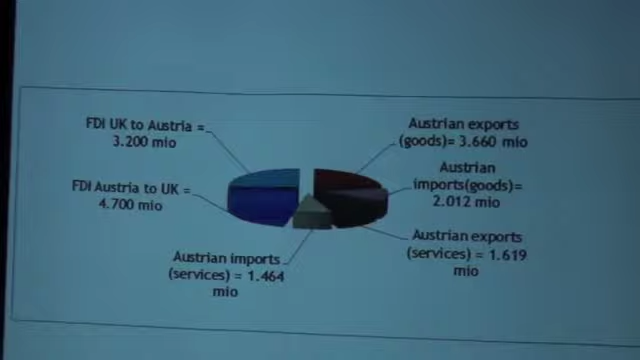 FDI UK to Austria =
3.200 mio
Austrian exports
(goods)= 3.660 mio
FDI Austria to UK =
4.700 mio
Austrian
imports(goods)=
2.012 mio
Austrian imports
(services) = 1.464
mio
Austrian exports
(services) = 1.619
mio